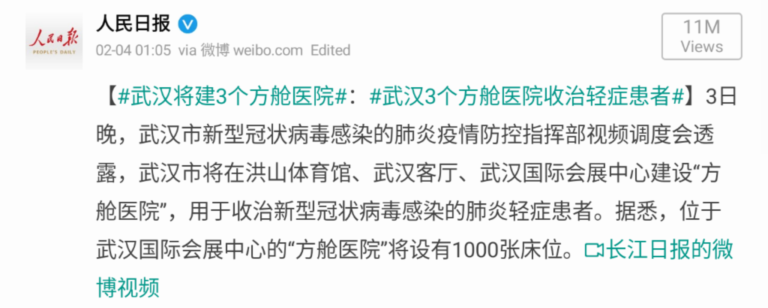 人民日报
人民日报
PEOPLE'S DAILY
02-04 01:05 via 微博 weibo.com Edited
11M
Views
【#武汉将建3个方舱医院#：#武汉3个方舱医院收治轻症患者#】3日
晚，武汉市新型冠状病毒感染的肺炎疫情防控指挥部视频调度会透
露，武汉市将在洪山体育馆、武汉客厅、武汉国际会展中心建设“方
舱医院”，用于收治新型冠状病毒感染的肺炎轻症患者。据悉，位于
武汉国际会展中心的“方舱医院”将设有1000张床位。长江日报的微
博视频